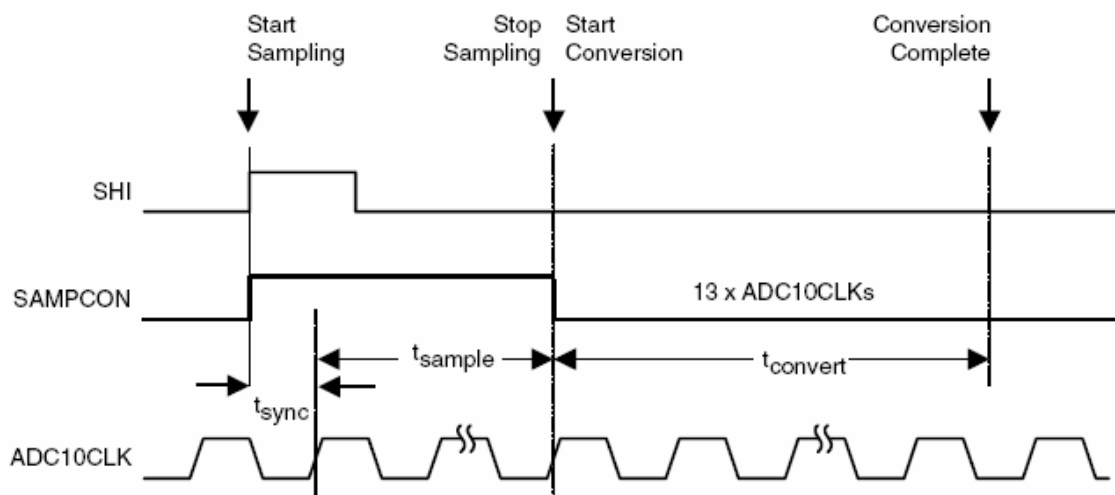 Start
Sampling
Stop
Sampling
Start
Conversion
Conversion
Complete
SHI
SAMPCON
13 x ADC10CLKs
tsample
tconvert
tsync
ADC10CLK